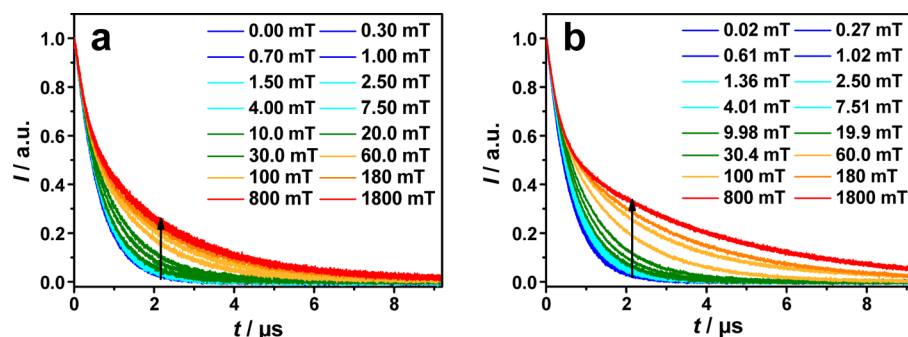 a
0.00 mT 0.30 mT
0.70 mT 1.00 mT
1.50 mT 2.50 mT
4.00 mT 7.50 mT
10.0 mT 20.0 mT
30.0 mT 60.0 mT
100 mT 180 mT
800 mT 1800 mT
I / a.u.
1.0
0.8
0.6
0.4
0.2
0.0
0 2 4 6 8
t / µs
b
0.02 mT 0.27 mT
0.61 mT 1.02 mT
1.36 mT 2.50 mT
4.01 mT 7.51 mT
9.98 mT 19.9 mT
30.4 mT 60.0 mT
100 mT 180 mT
800 mT 1800 mT
I / a.u.
1.0
0.8
0.6
0.4
0.2
0.0
0 2 4 6 8
t / µs